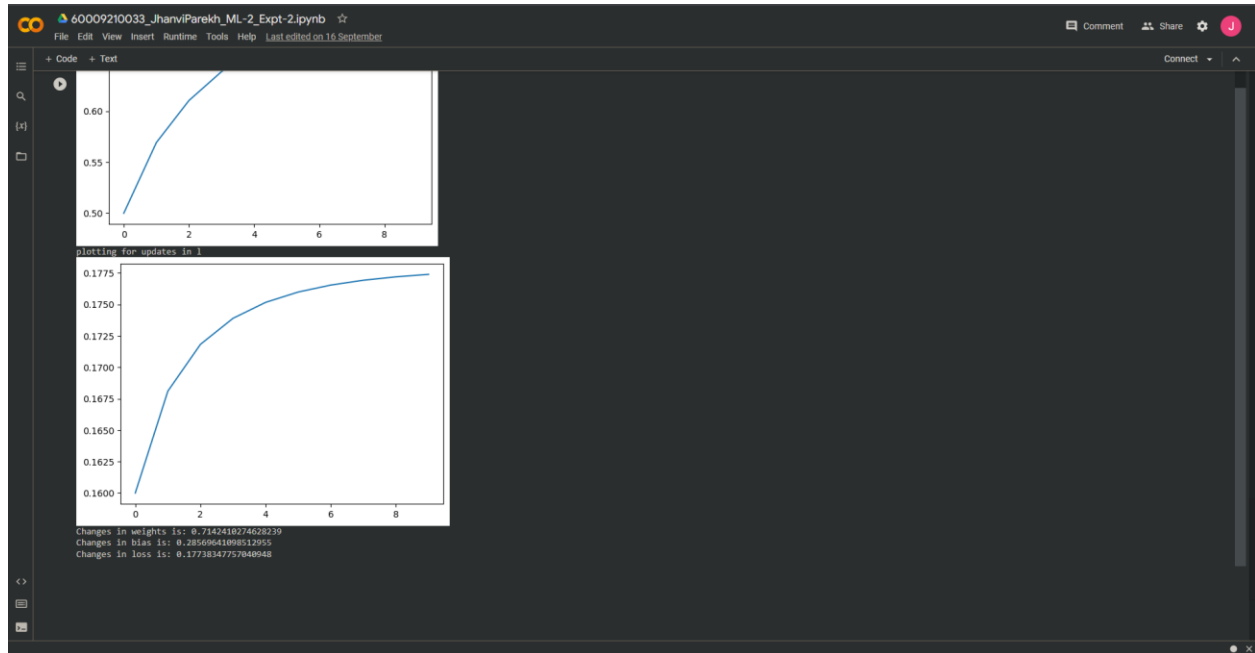 60009210033_JhanviParekh_ML-2_Expt-2.ipynb
Comment Share J
File Edit View Insert Runtime Tools Help Last edited on 16 September
+ Code + Text Connect
{x}
0.60
0.55
0.50
0 2 4 6 8
plotting for updates in l
0.1775
0.1750
0.1725
0.1700
0.1675
0.1650
0.1625
0.1600
0 2 4 6 8
Changes in weights is: 0.7142410274628239
Changes in bias is: 0.28569641098512955
Changes in loss is: 0.17738347757040948